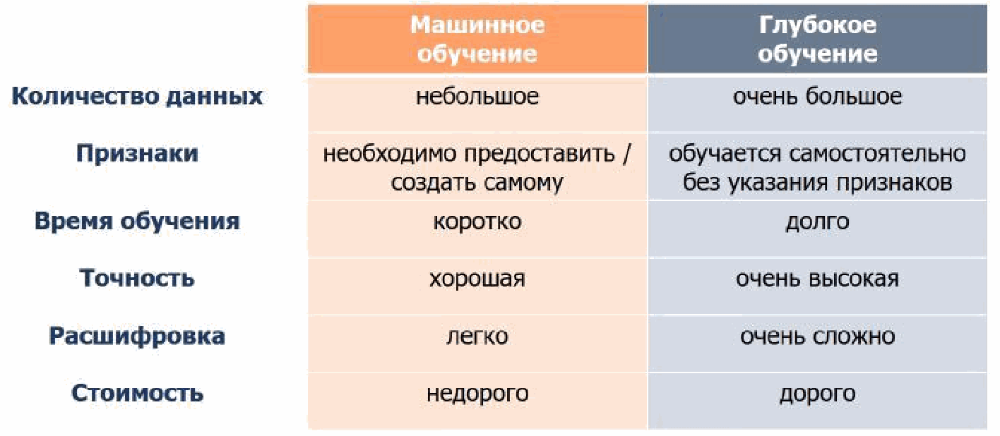 Машинное
обучение
Глубокое
обучение
Количество данных
небольшое
очень большое
Признаки
необходимо предоставить /
создать самому
обучается самостоятельно
без указания признаков
Время обучения
коротко
долго
Точность
хорошая
очень высокая
Расшифровка
легко
очень сложно
Стоимость
недорого
дорого